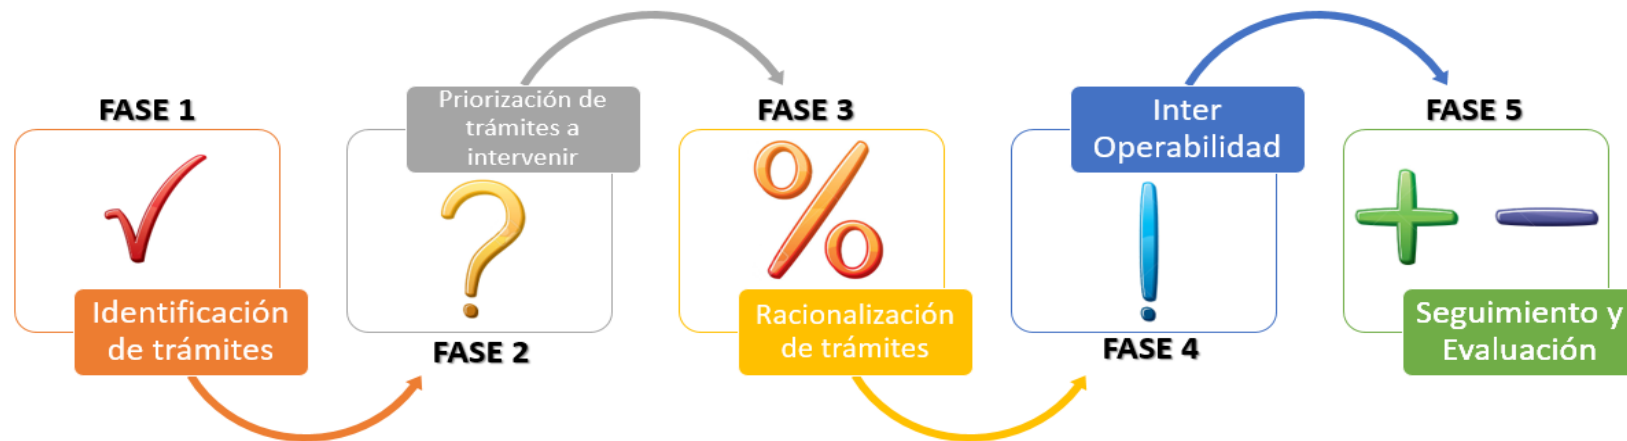 FASE 1
Identificación
de trámites
Priorización de
trámites a
intervenir
FASE 2
FASE 3
Racionalización
de trámites
Inter
Operabilidad
FASE 4
FASE 5
Seguimiento y
Evaluación